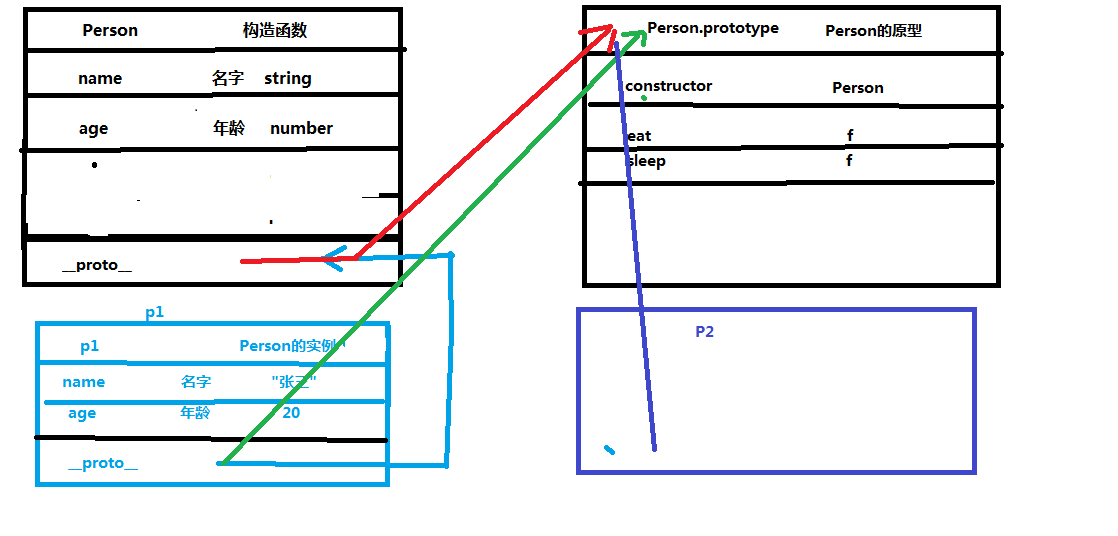 Person 构造函数
name 名字 string
age 年龄 number
__proto__
Person.prototype Person的原型
constructor Person
eat f
sleep f
p1
p1 Person的实例
name 名字 "张三"
age 年龄 20
__proto__
P2